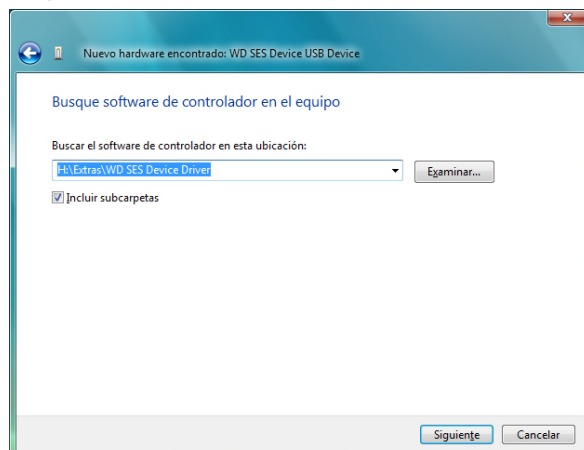 Nuevo hardware encontrado: WD SES Device USB Device
Busque software de controlador en el equipo
Buscar el software de controlador en esta ubicación:
H:\Extras\WD SES Device Driver
Examinar...
Incluir subcarpetas
Siguiente
Cancelar